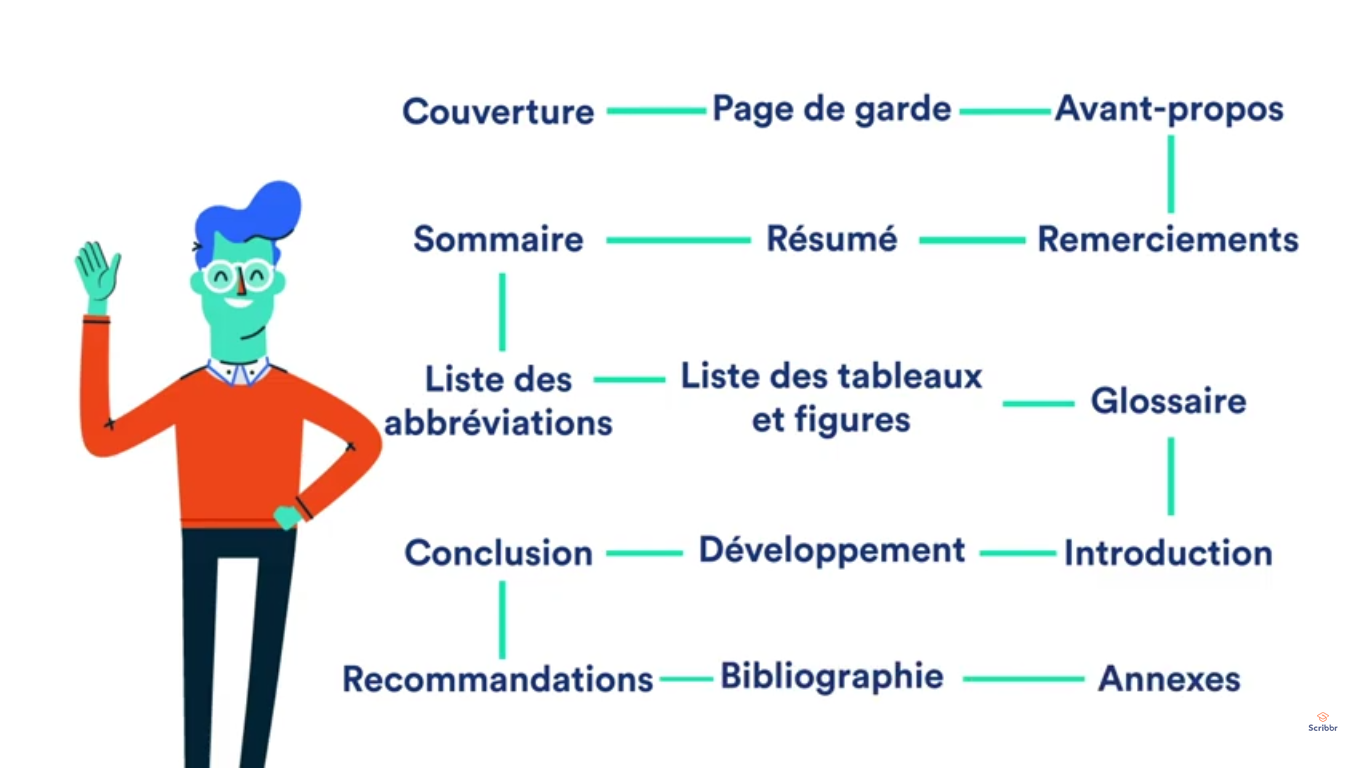 Couverture
Page de garde
Avant-propos
Remerciements
Résumé
Sommaire
Liste des
abbréviations
Liste des tableaux
et figures
Glossaire
Introduction
Développement
Conclusion
Recommandations
Bibliographie
Annexes
Scribbr